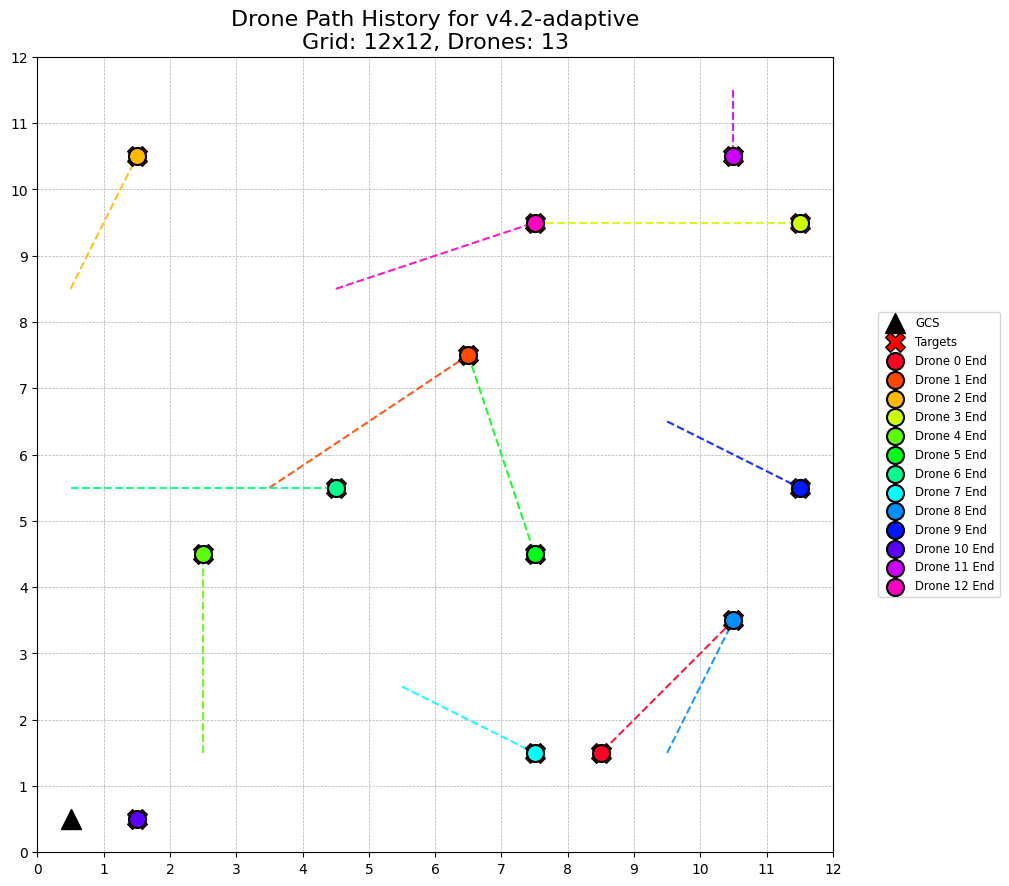 Drone Path History for v4.2-adaptive
Grid: 12x12, Drones: 13
12
11
10
9
8
7
6
5
4
3
2
1
0
0 1 2 3 4 5 6 7 8 9 10 11 12
GCS
Targets
Drone 0 End
Drone 1 End
Drone 2 End
Drone 3 End
Drone 4 End
Drone 5 End
Drone 6 End
Drone 7 End
Drone 8 End
Drone 9 End
Drone 10 End
Drone 11 End
Drone 12 End